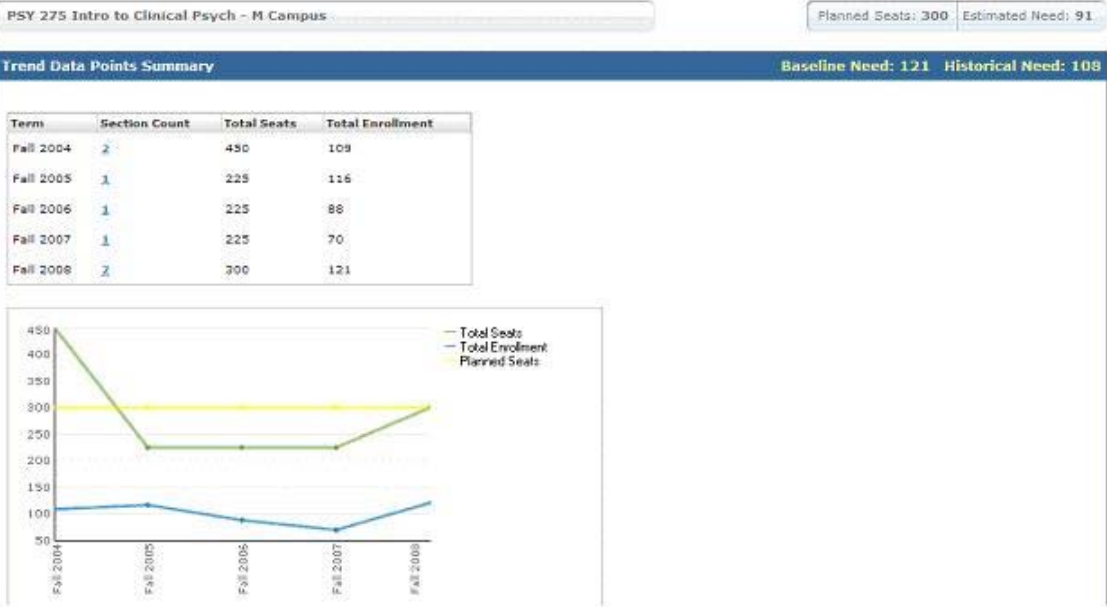 PSY 275 Intro to Clinical Psych - M Campus
Planned Seats: 300 Estimated Need: 91
Trend Data Points Summary
Baseline Need: 121 Historical Need: 108
Term Section Count Total Seats Total Enrollment
Fall 2004 2 450 109
Fall 2005 1 225 116
Fall 2006 1 225 88
Fall 2007 1 225 70
Fall 2008 2 300 121
Total Seats
Total Enrollment
Planned Seats
450
400
350
300
250
200
150
100
50
Fall 2004
Fall 2005
Fall 2006
Fall 2007
Fall 2008